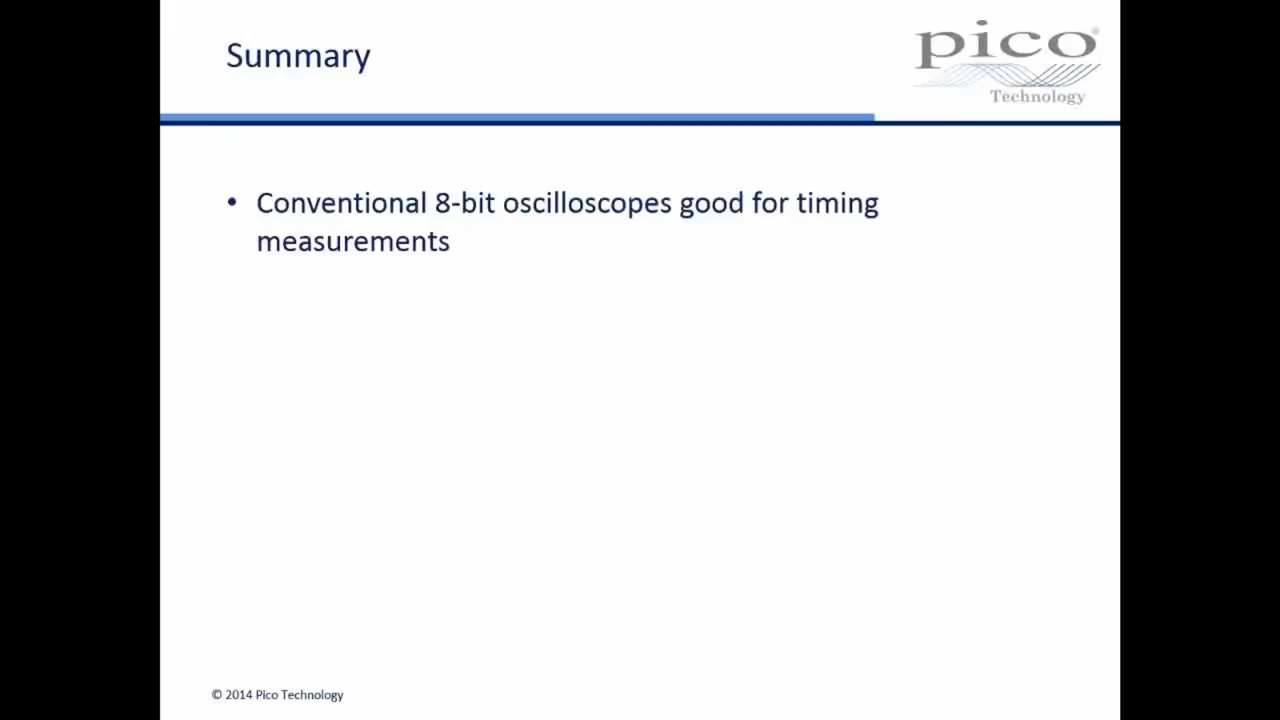 Summary
pico
Technology
• Conventional 8-bit oscilloscopes good for timing
measurements
© 2014 Pico Technology